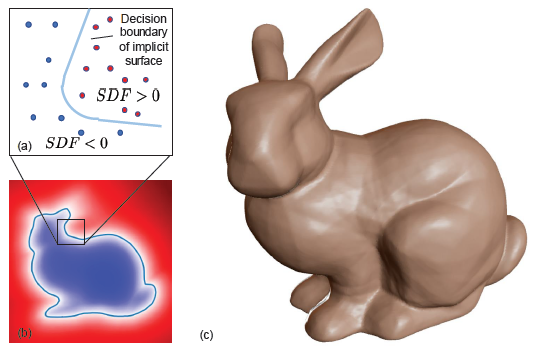 Decision
boundary
of implicit
surface
SDF > 0
(a)
SDF < 0
(b)
(c)